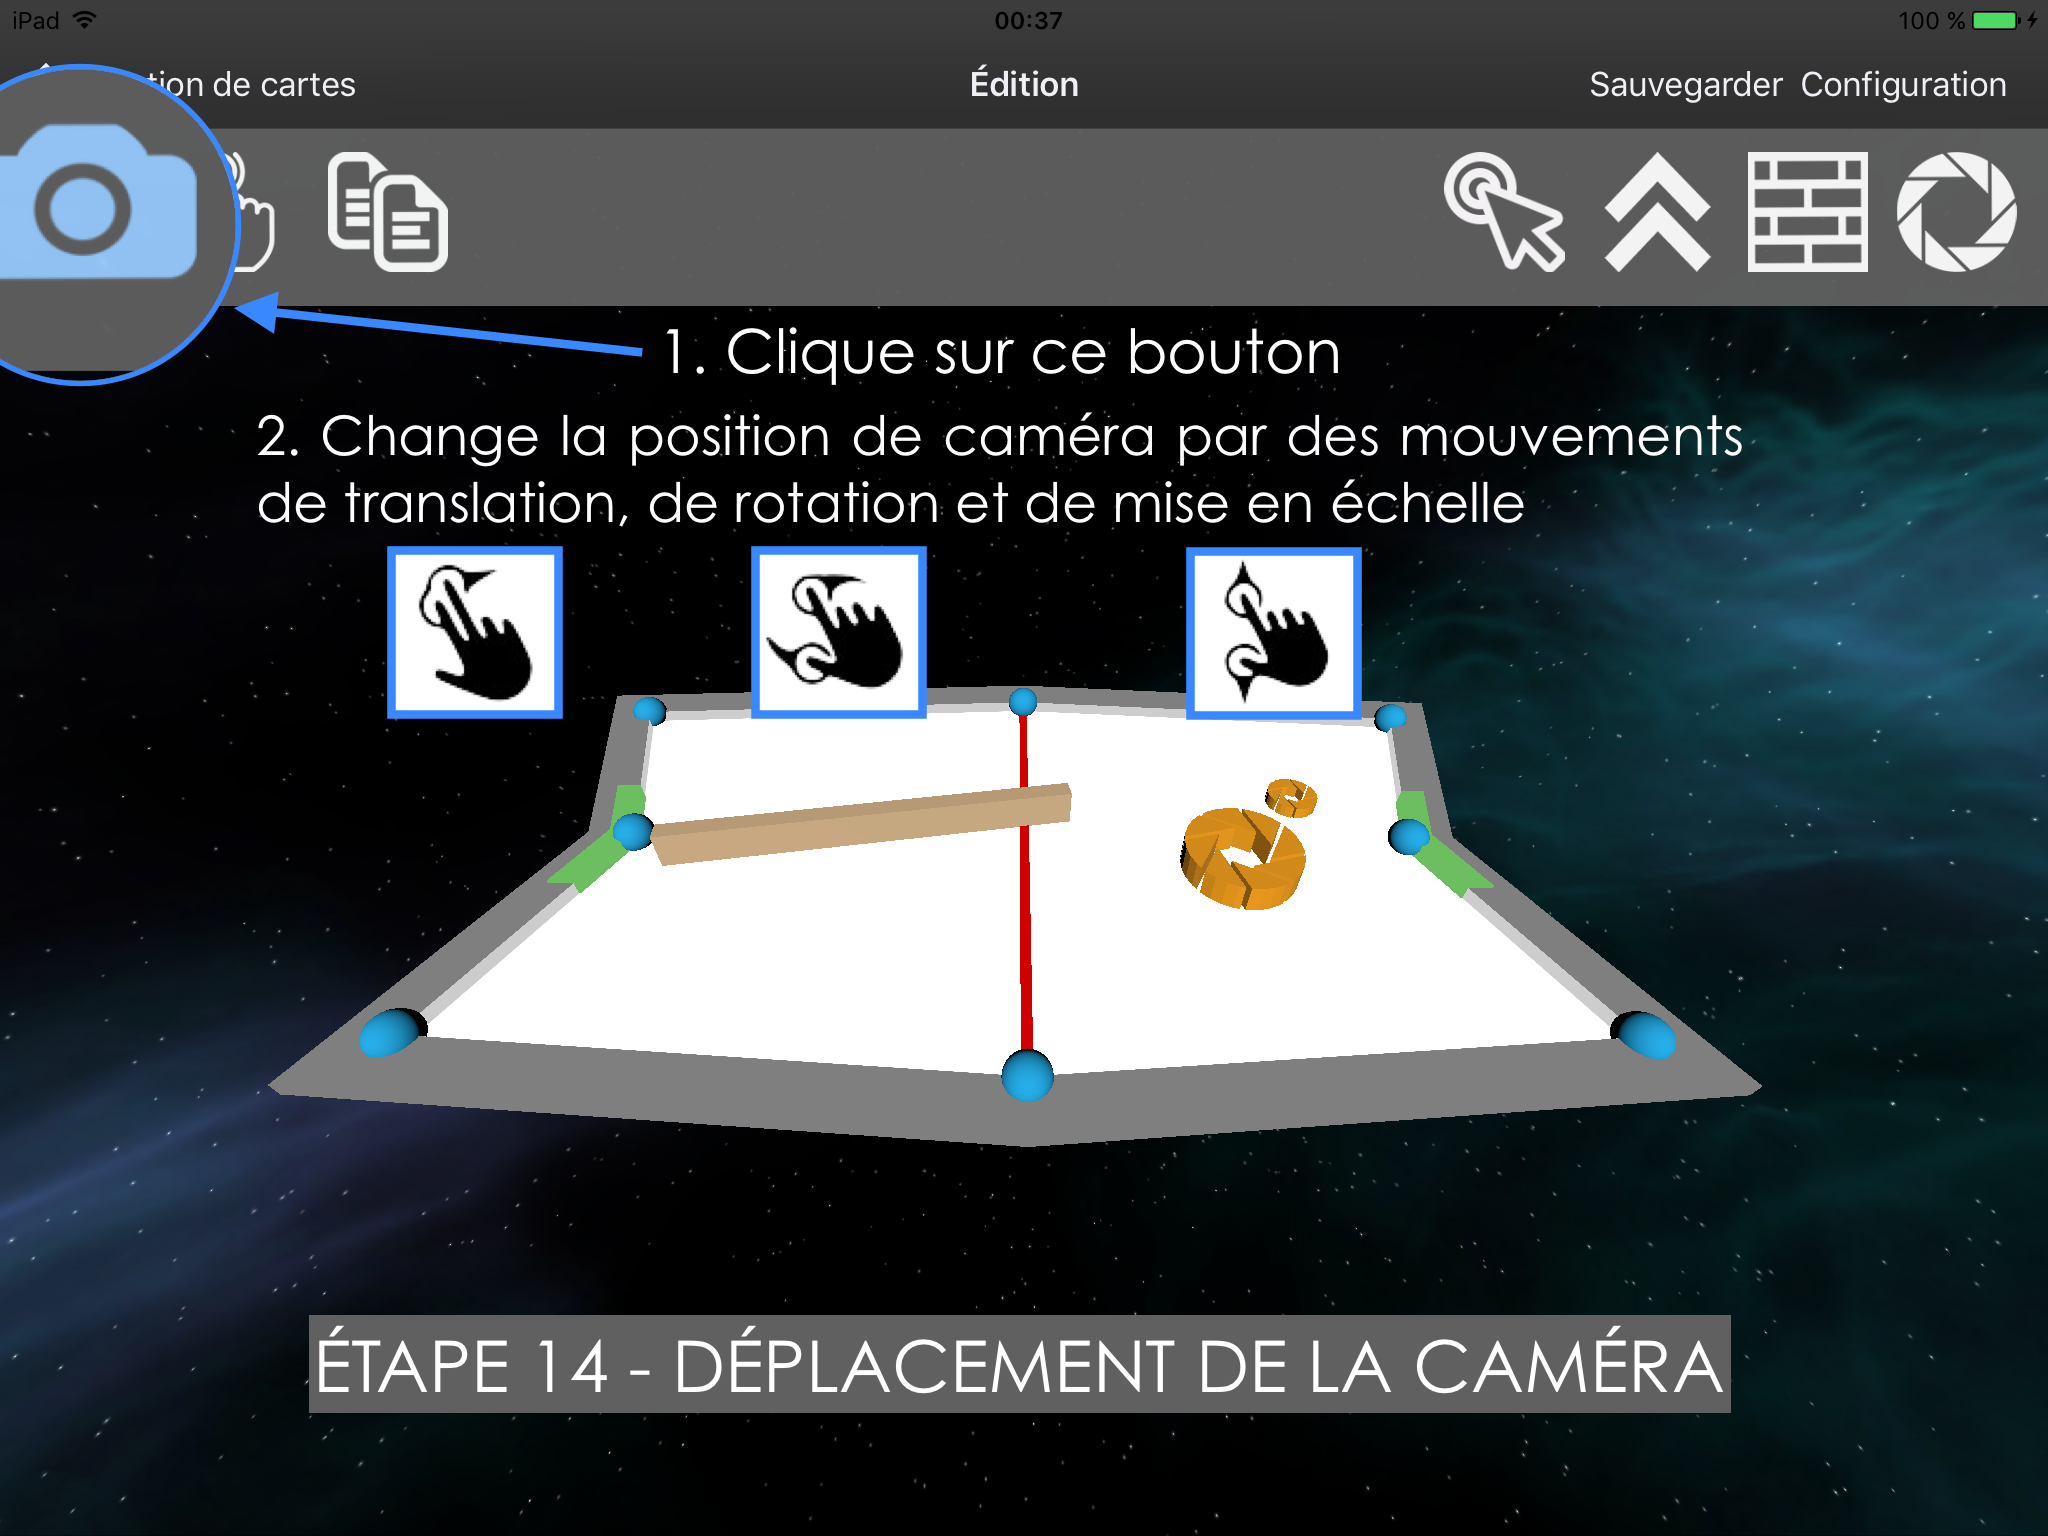 iPad 00:37 100 %
tion de cartes Édition Sauvegarder Configuration
1. Clique sur ce bouton
2. Change la position de caméra par des mouvements
de translation, de rotation et de mise en échelle
ÉTAPE 14 - DÉPLACEMENT DE LA CAMÉRA